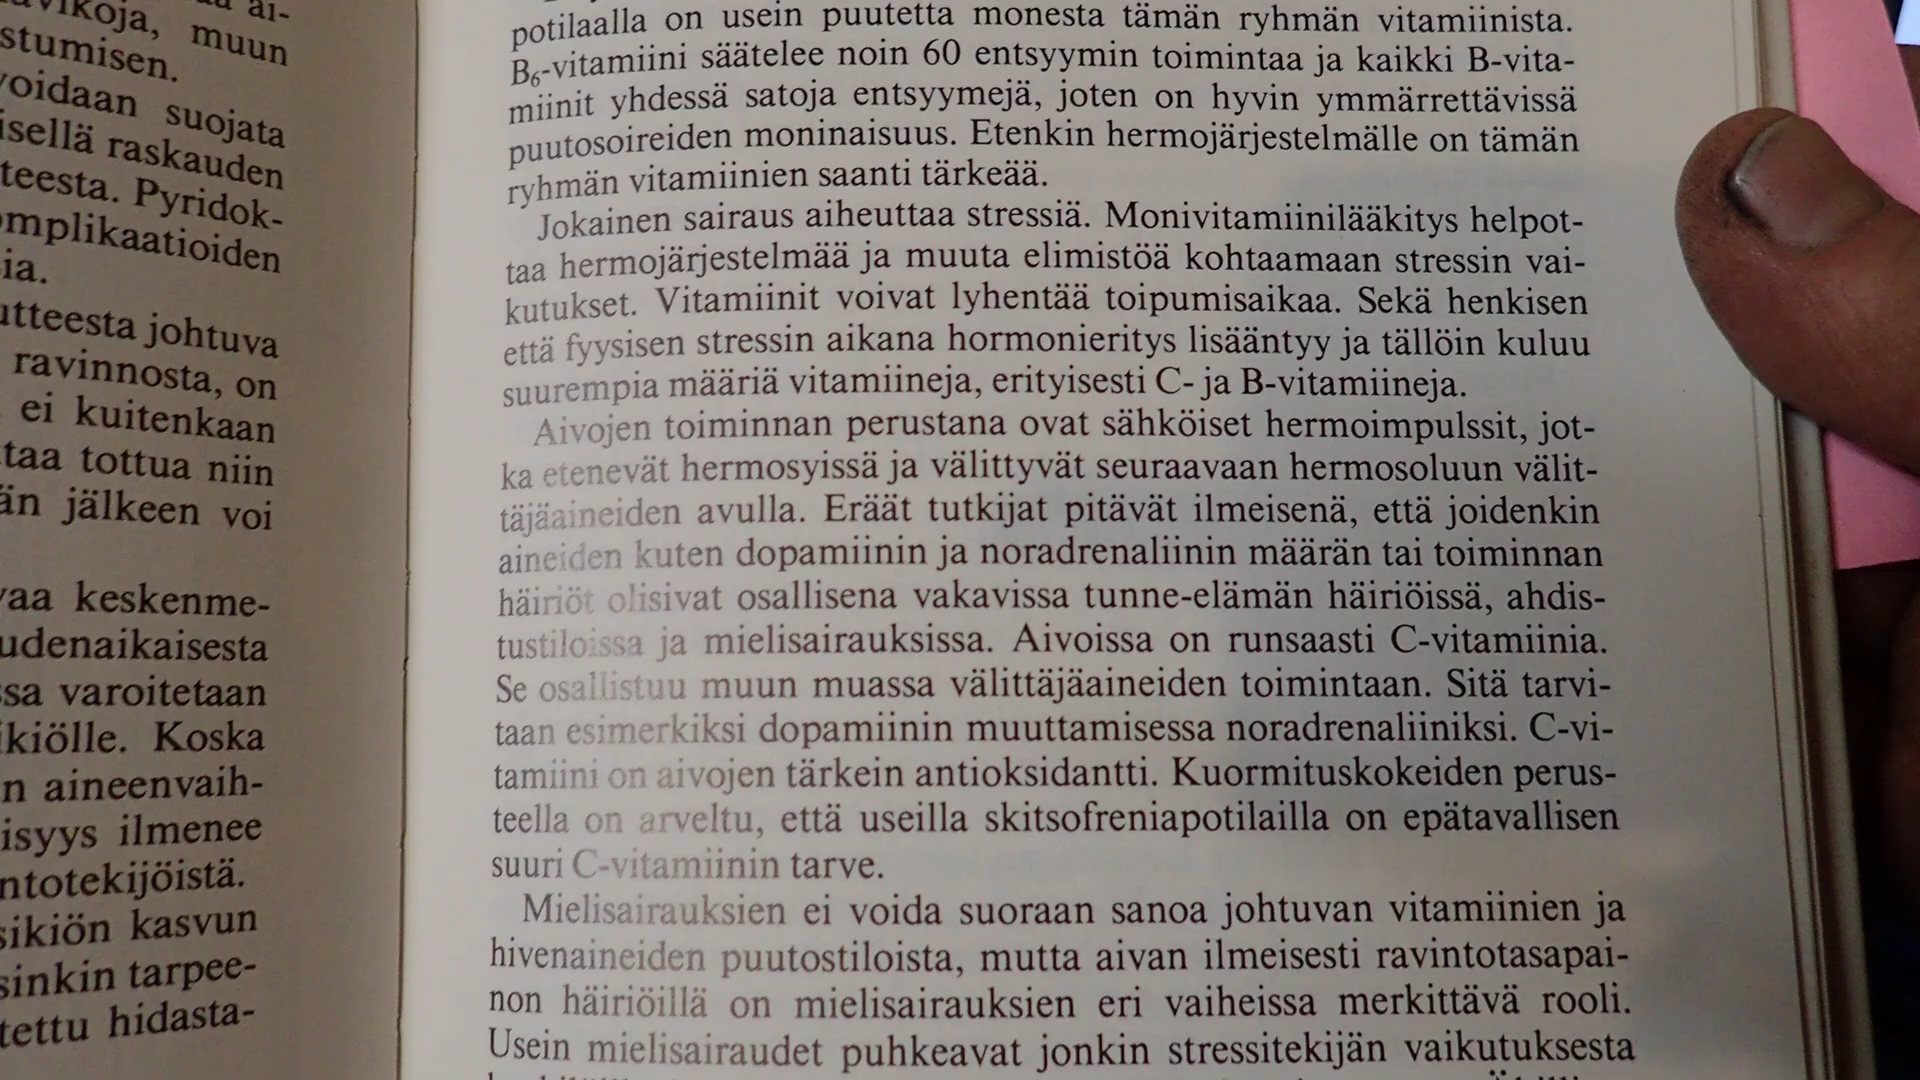 ai-
vikoja, muun
stumisen.
voidaan suojata
isellä raskauden
teesta. Pyridok-
omplikaatioiden
ia.
utteesta johtuva
ravinnosta, on
ei kuitenkaan
taa tottua niin
än jälkeen voi
vaa keskenme-
udenaikaisesta
ssa varoitetaan
ikiölle. Koska
n aineenvaih-
isyys ilmenee
ntotekijöistä.
sikiön kasvun
sinkin tarpee-
tettu hidasta-
potilaalla on usein puutetta monesta tämän ryhmän vitamiinista.
B₆-vitamiini säätelee noin 60 entsyymin toimintaa ja kaikki B-vita-
miinit yhdessä satoja entsyymejä, joten on hyvin ymmärrettävissä
puutosoireiden moninaisuus. Etenkin hermojärjestelmälle on tämän
ryhmän vitamiinien saanti tärkeää.
Jokainen sairaus aiheuttaa stressiä. Monivitamiinilääkitys helpot-
taa hermojärjestelmää ja muuta elimistöä kohtaamaan stressin vai-
kutukset. Vitamiinit voivat lyhentää toipumisaikaa. Sekä henkisen
että fyysisen stressin aikana hormonieritys lisääntyy ja tällöin kuluu
suurempia määriä vitamiineja, erityisesti C- ja B-vitamiineja.
Aivojen toiminnan perustana ovat sähköiset hermoimpulssit, jot-
ka etenevät hermosyissä ja välittyvät seuraavaan hermosoluun välit-
täjäaineiden avulla. Eräät tutkijat pitävät ilmeisenä, että joidenkin
aineiden kuten dopamiinin ja noradrenaliinin määrän tai toiminnan
häiriöt olisivat osallisena vakavissa tunne-elämän häiriöissä, ahdis-
tustiloissa ja mielisairauksissa. Aivoissa on runsaasti C-vitamiinia.
Se osallistuu muun muassa välittäjäaineiden toimintaan. Sitä tarvi-
taan esimerkiksi dopamiinin muuttamisessa noradrenaliiniksi. C-vi-
tamiini on aivojen tärkein antioksidantti. Kuormituskokeiden perus-
teella on arveltu, että useilla skitsofreniapotilailla on epätavallisen
suuri C-vitamiinin tarve.
Mielisairauksien ei voida suoraan sanoa johtuvan vitamiinien ja
hivenaineiden puutostiloista, mutta aivan ilmeisesti ravintotasapai-
non häiriöillä on mielisairauksien eri vaiheissa merkittävä rooli.
Usein mielisairaudet puhkeavat jonkin stressitekijän vaikutuksesta